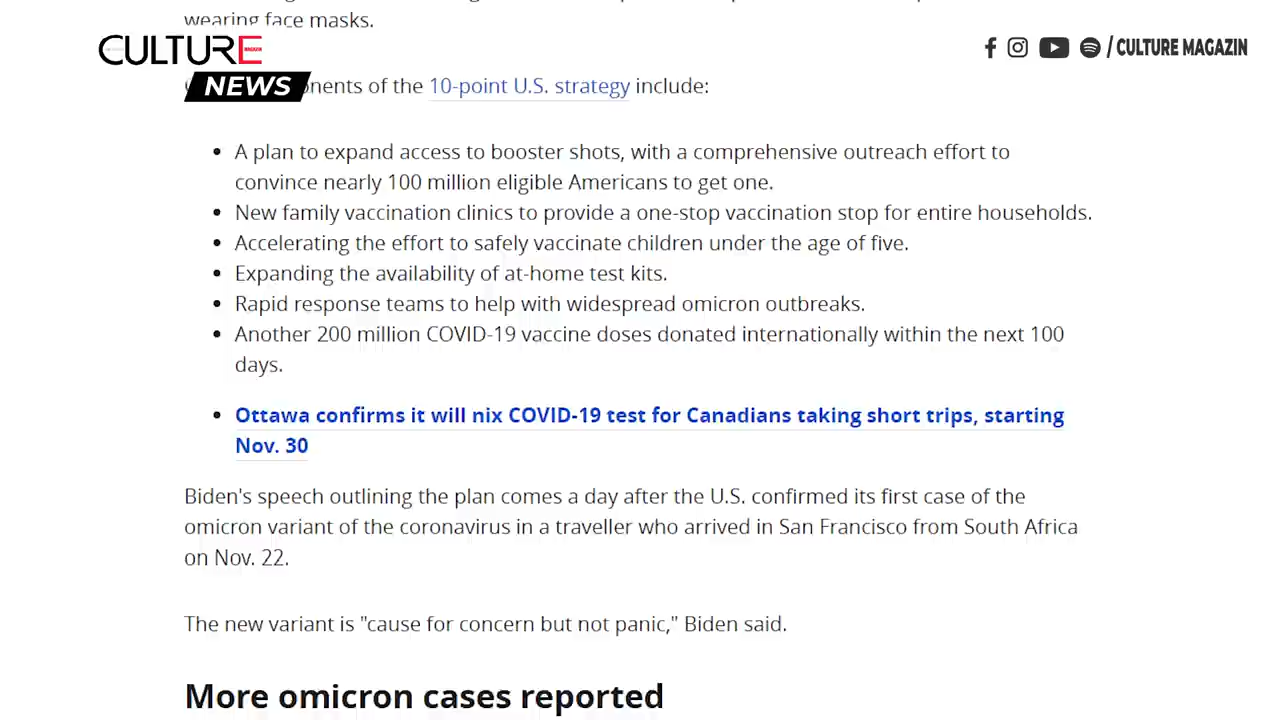 wearing face masks.
CULTURE
MAGAZIN
/ CULTURE MAGAZIN
NEWS
nents of the 10-point U.S. strategy include:
• A plan to expand access to booster shots, with a comprehensive outreach effort to
convince nearly 100 million eligible Americans to get one.
• New family vaccination clinics to provide a one-stop vaccination stop for entire households.
• Accelerating the effort to safely vaccinate children under the age of five.
• Expanding the availability of at-home test kits.
• Rapid response teams to help with widespread omicron outbreaks.
• Another 200 million COVID-19 vaccine doses donated internationally within the next 100
days.
• Ottawa confirms it will nix COVID-19 test for Canadians taking short trips, starting
Nov. 30
Biden's speech outlining the plan comes a day after the U.S. confirmed its first case of the
omicron variant of the coronavirus in a traveller who arrived in San Francisco from South Africa
on Nov. 22.
The new variant is "cause for concern but not panic," Biden said.
More omicron cases reported